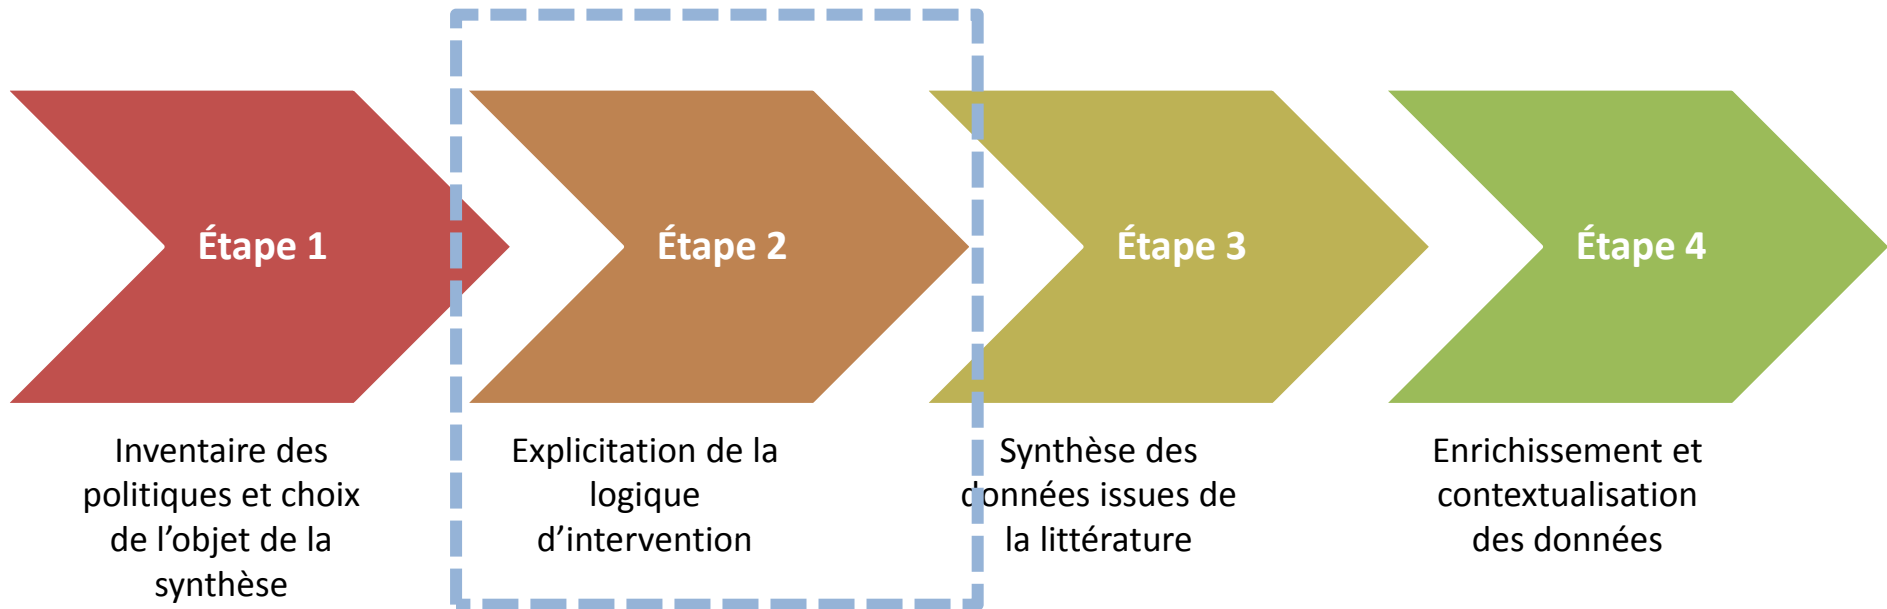 Étape 1
Étape 2
Étape 3
Étape 4
Inventaire des
politiques et choix
de l’objet de la
synthèse
Explicitation de la
logique
d’intervention
Synthèse des
données issues de
la littérature
Enrichissement et
contextualisation
des données